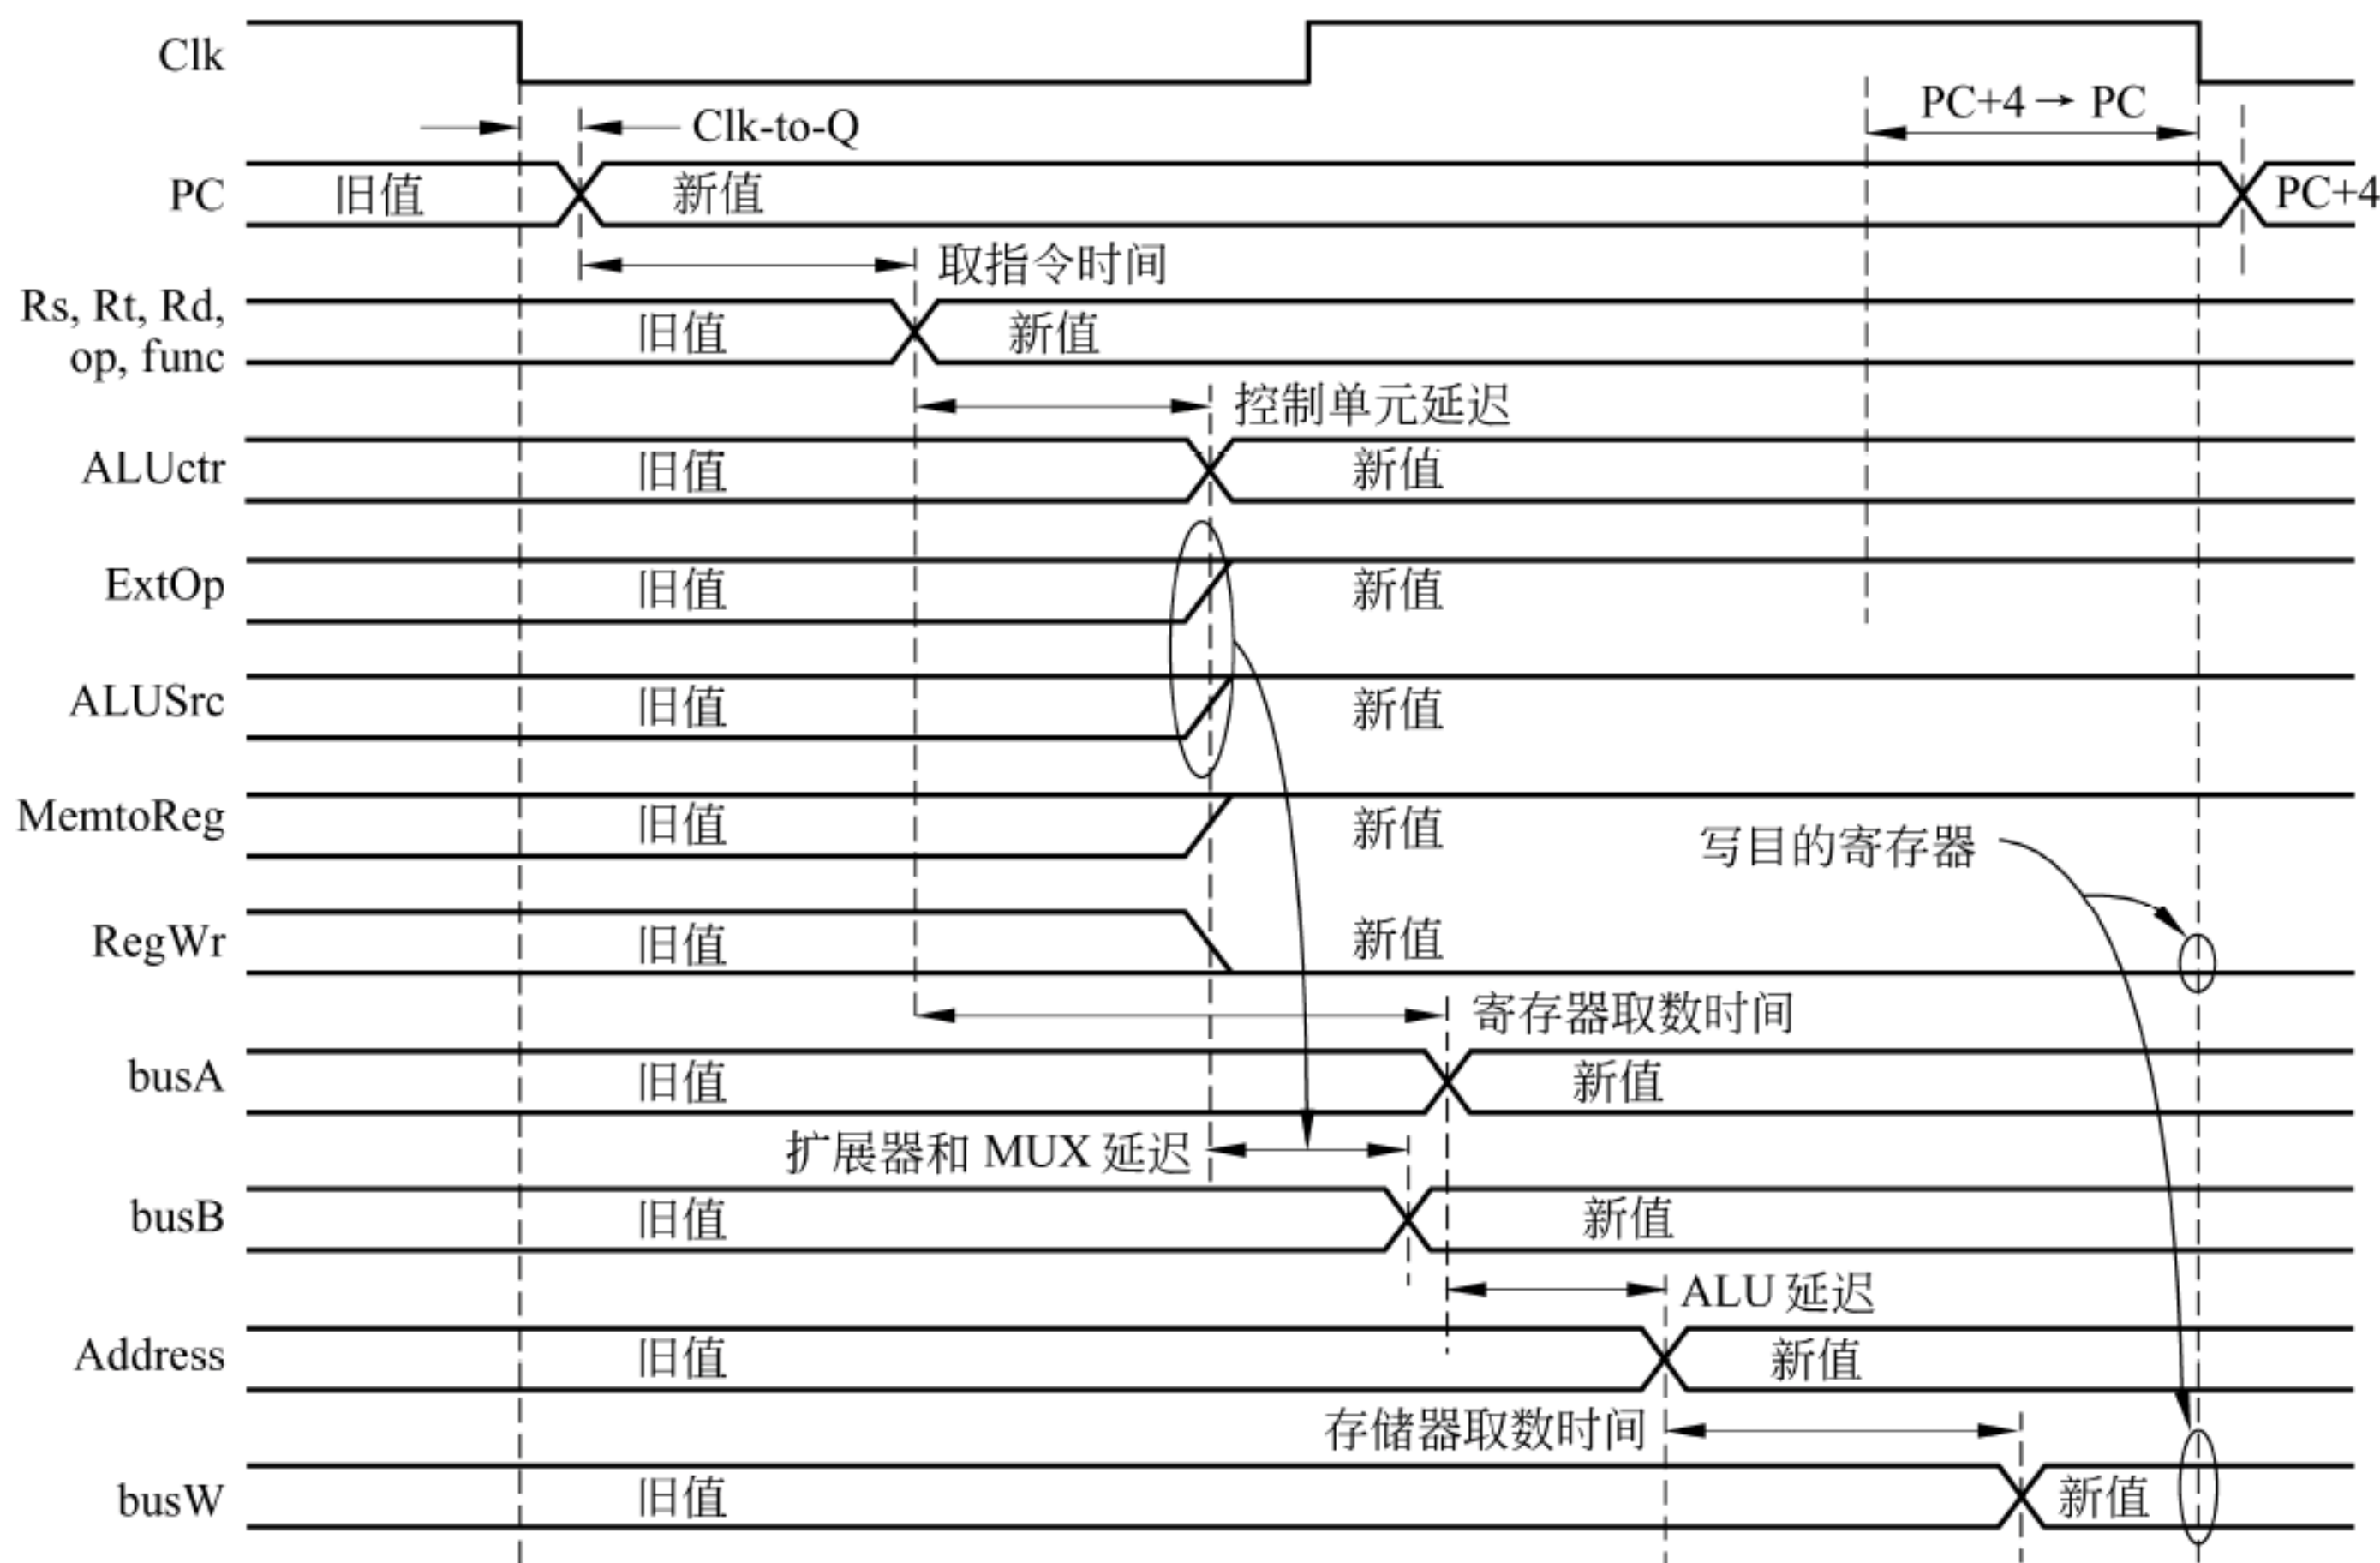 Clk
PC+4 → PC
Clk-to-Q
PC 旧值 新值 PC+4
取指令时间
Rs, Rt, Rd,
op, func
旧值 新值
控制单元延迟
ALUctr 旧值 新值
ExtOp 旧值 新值
ALUSrc 旧值 新值
MemtoReg 旧值 新值
写目的寄存器
RegWr 旧值 新值
寄存器取数时间
busA 旧值 新值
扩展器和 MUX 延迟
busB 旧值 新值
ALU 延迟
Address 旧值 新值
存储器取数时间
busW 旧值 新值